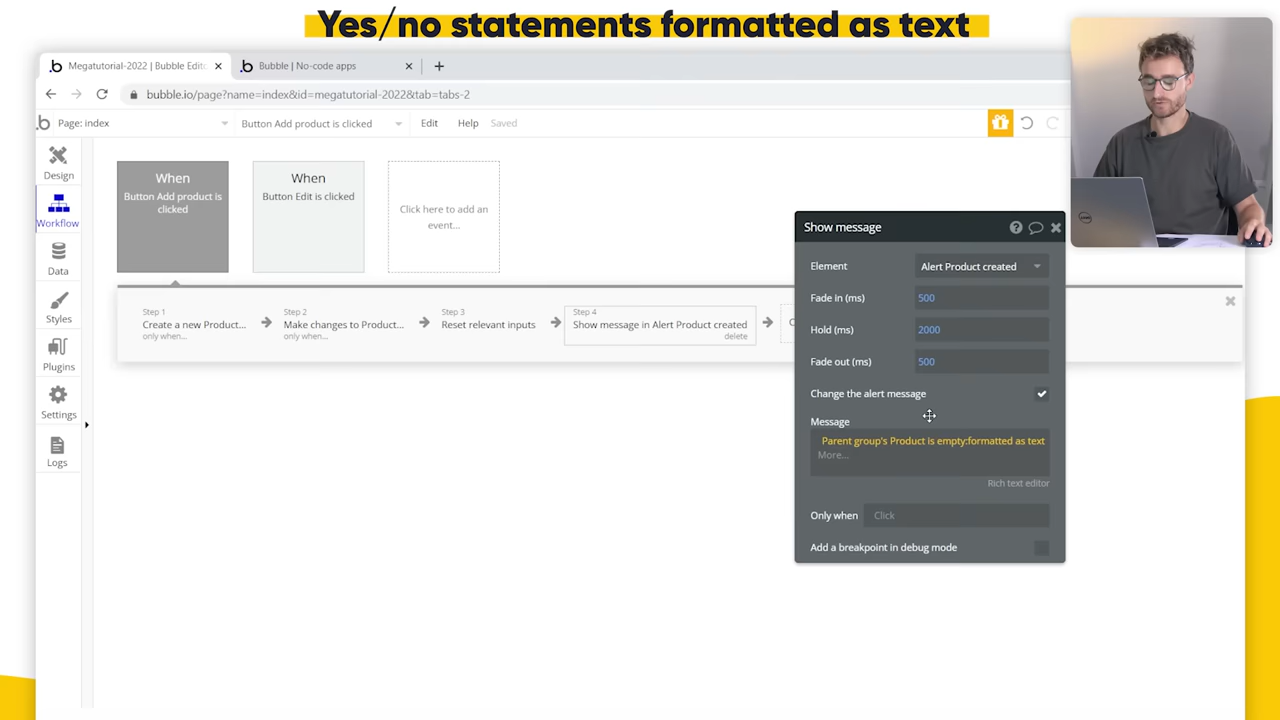 Yes/no statements formatted as text
Megatutorial-2022 | Bubble Edito
Bubble | No-code apps
bubble.io/page?name=index&id=megatutorial-2022&tab=tabs-2
Page: index
Button Add product is clicked
Edit
Help
Saved
Design
Workflow
Data
Styles
Plugins
Settings
Logs
When
Button Add product is
clicked
When
Button Edit is clicked
Click here to add an
event...
Step 1
Create a new Product...
only when...
Step 2
Make changes to Product...
only when...
Step 3
Reset relevant inputs
Step 4
Show message in Alert Product created
delete
Show message
Element
Alert Product created
Fade in (ms)
500
Hold (ms)
2000
Fade out (ms)
500
Change the alert message
Message
Parent group's Product is empty:formatted as text
More...
Rich text editor
Only when
Click
Add a breakpoint in debug mode